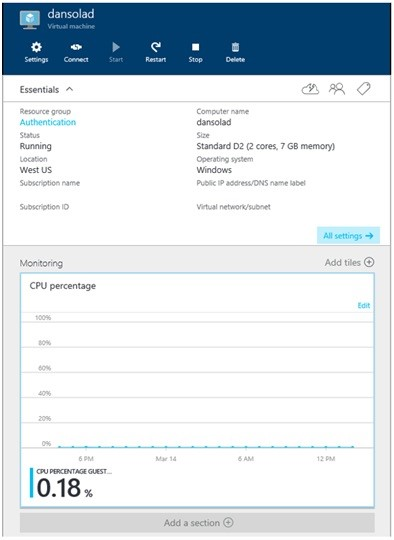 dansolad
Virtual machine
Settings Connect Start Restart Stop Delete
Essentials
Resource group Computer name
Authentication dansolad
Status Size
Running Standard D2 (2 cores, 7 GB memory)
Location Operating system
West US Windows
Subscription name Public IP address/DNS name label
Subscription ID Virtual network/subnet
All settings →
Monitoring Add tiles
CPU percentage
Edit
100%
80%
60%
40%
20%
0%
6 PM Mar 14 6 AM 12 PM
CPU PERCENTAGE GUEST...
0.18 %
Add a section